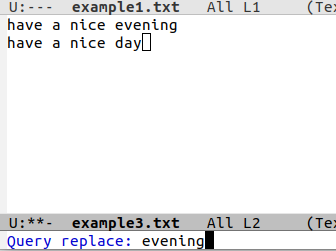 U:---  example1.txt   All L1     (Te
have a nice evening
have a nice day
U:**-  example3.txt   All L2     (Te
Query replace: evening